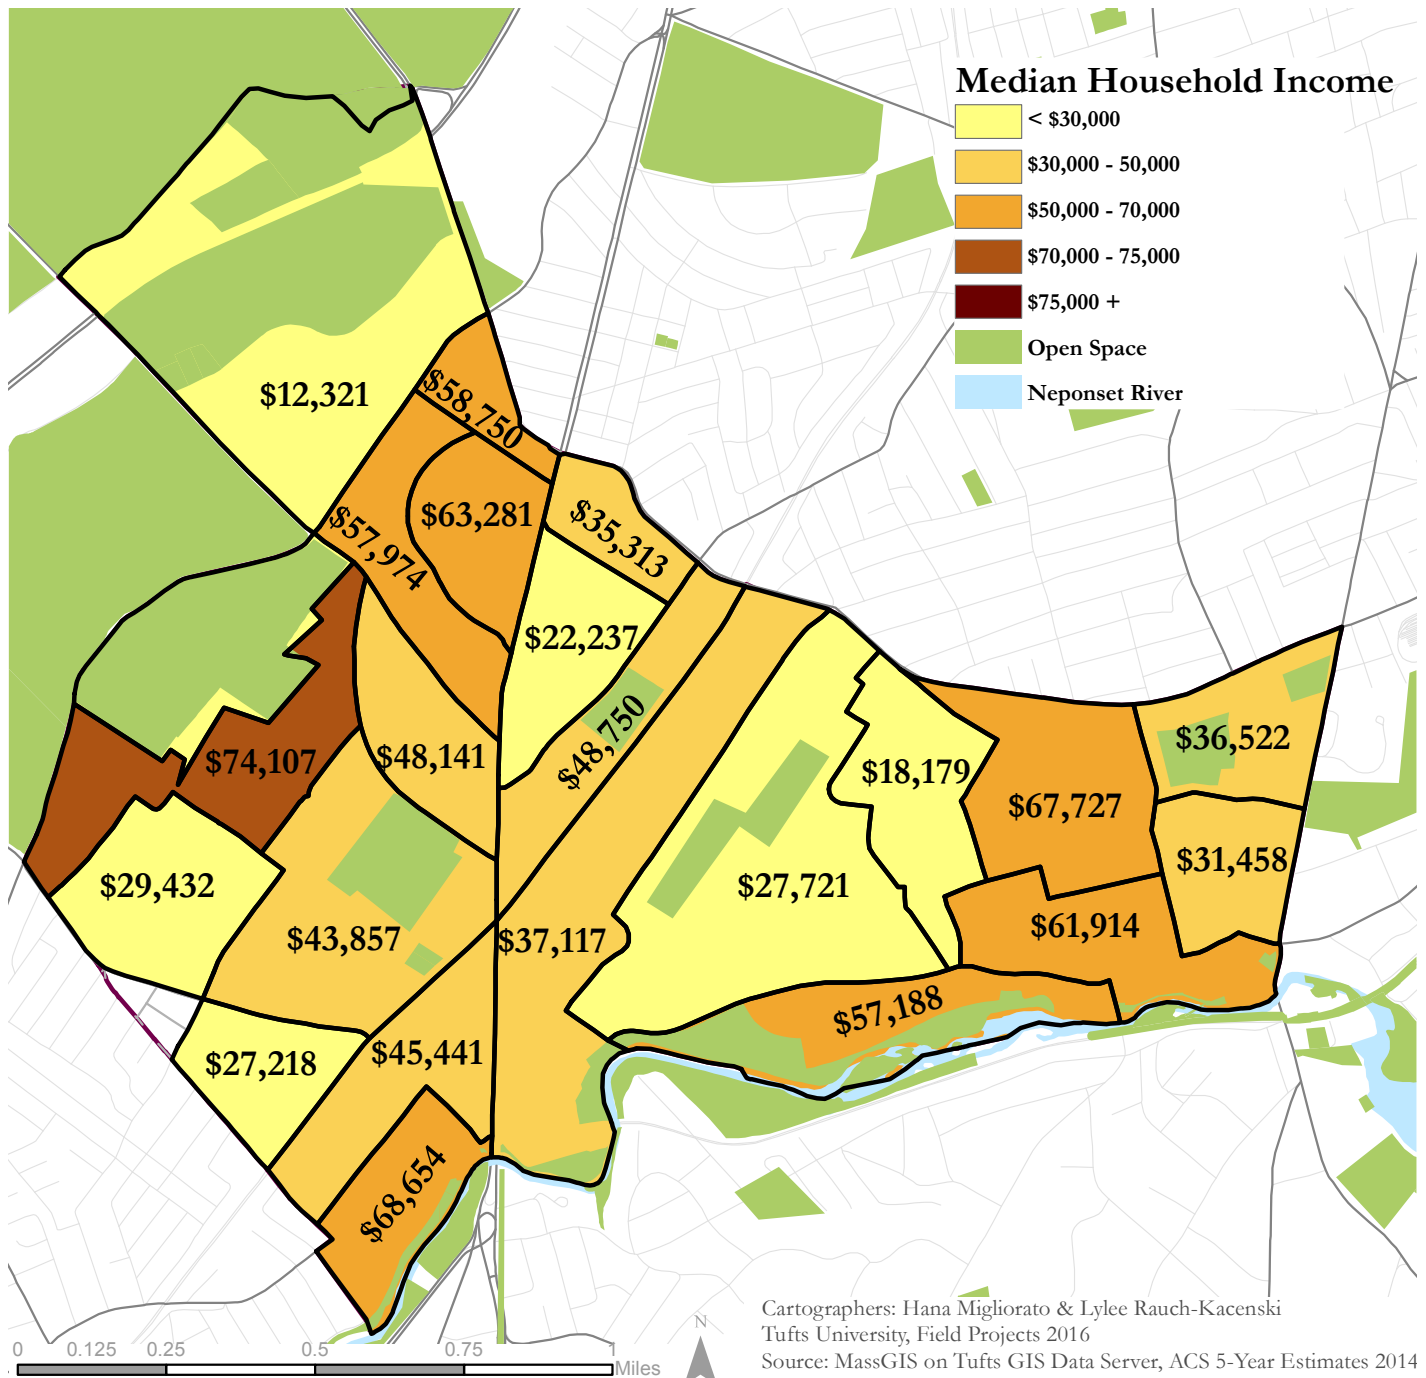 Median Household Income
< $30,000
$30,000 - 50,000
$50,000 - 70,000
$70,000 - 75,000
$75,000 +
Open Space
Neponset River
$12,321
$58,750
$63,281
$57,974
$35,313
$22,237
$48,750
$74,107
$48,141
$18,179
$36,522
$67,727
$31,458
$29,432
$27,721
$43,857
$37,117
$61,914
$57,188
$27,218
$45,441
$68,654
Cartographers: Hana Migliorato & Lylee Rauch-Kacenski
Tufts University, Field Projects 2016
Source: MassGIS on Tufts GIS Data Server, ACS 5-Year Estimates 2014
N
0 0.125 0.25 0.5 0.75 1
Miles